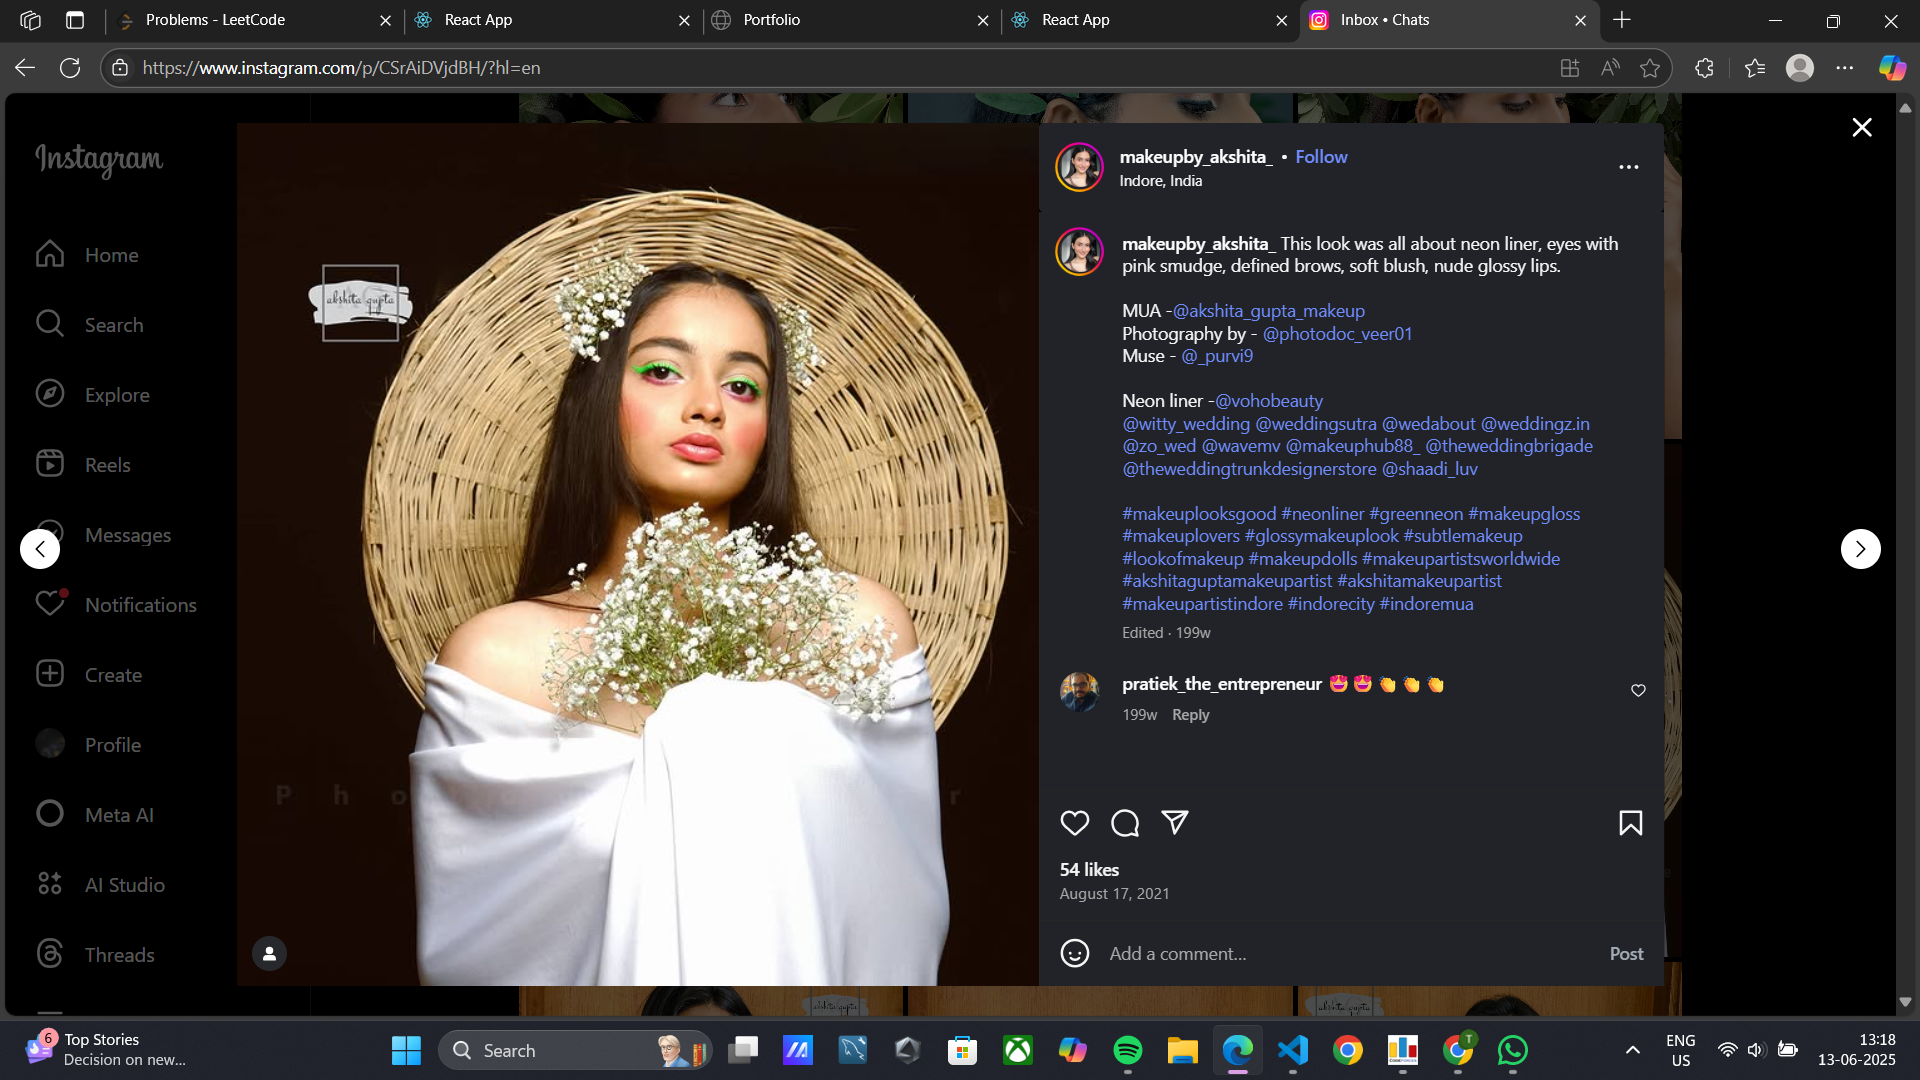 Problems - LeetCode
React App
Portfolio
React App
Inbox • Chats
https://www.instagram.com/p/CSrAiDVjdBH/?hl=en
Instagram
Home
Search
Explore
Reels
Messages
Notifications
Create
Profile
Meta AI
AI Studio
Threads
akshita gupta
P h o
r
makeupby_akshita_ • Follow
Indore, India
makeupby_akshita_ This look was all about neon liner, eyes with
pink smudge, defined brows, soft blush, nude glossy lips.
MUA -@akshita_gupta_makeup
Photography by - @photodoc_veer01
Muse - @_purvi9
Neon liner -@vohobeauty
@witty_wedding @weddingsutra @wedabout @weddingz.in
@zo_wed @wavemv @makeuphub88_ @theweddingbrigade
@theweddingtrunkdesignerstore @shaadi_luv
#makeuplooksgood #neonliner #greenneon #makeupgloss
#makeuplovers #glossymakeuplook #subtlemakeup
#lookofmakeup #makeupdolls #makeupartistsworldwide
#akshitaguptamakeupartist #akshitamakeupartist
#makeupartistindore #indorecity #indoremua
Edited · 199w
pratiek_the_entrepreneur 😍 😍 👏 👏 👏
199w Reply
54 likes
August 17, 2021
Add a comment... Post
akshita gupta
akshita gupta
6
Top Stories
Decision on new...
Search
T
ENG
US
13:18
13-06-2025